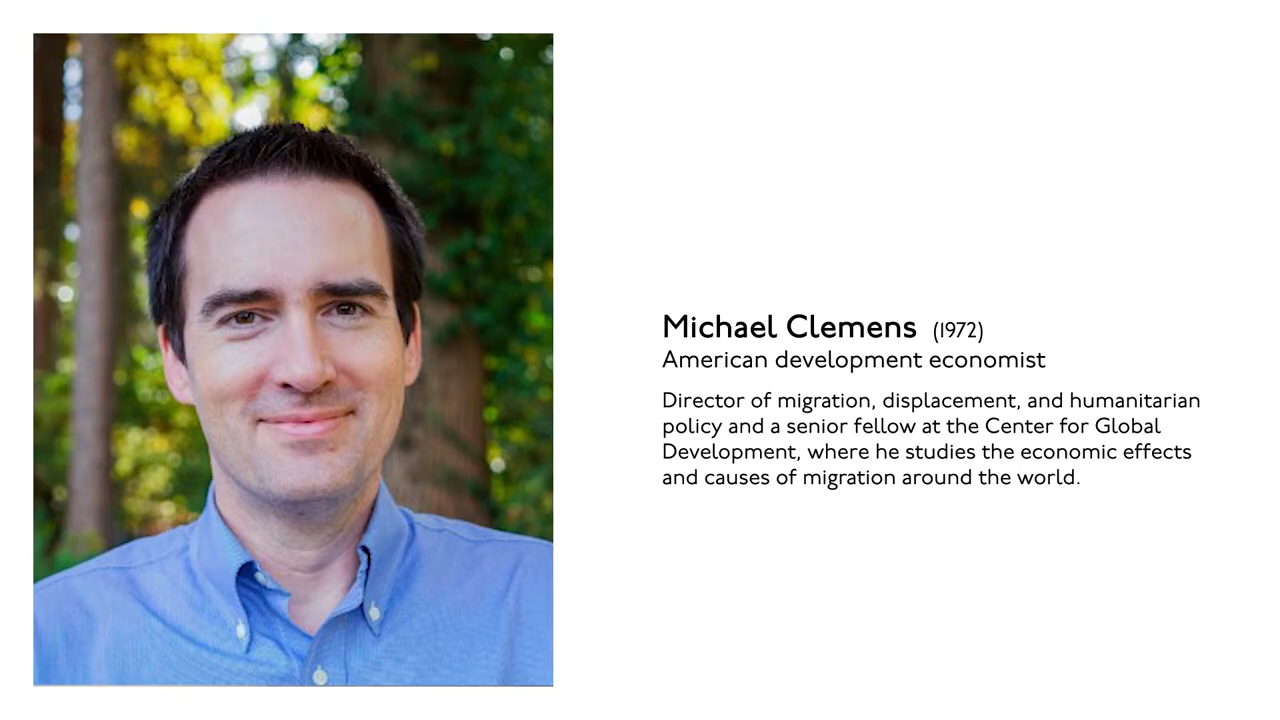 Michael Clemens (1972)
American development economist
Director of migration, displacement, and humanitarian
policy and a senior fellow at the Center for Global
Development, where he studies the economic effects
and causes of migration around the world.